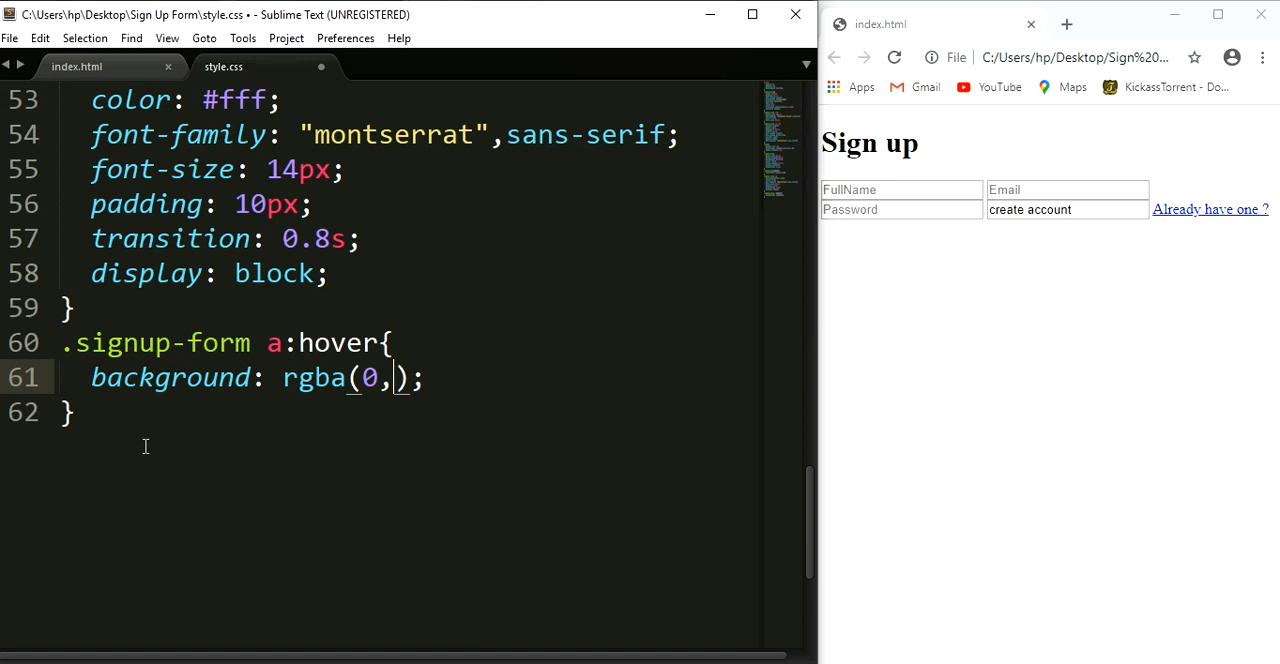 C:\Users\hp\Desktop\Sign Up Form\style.css • - Sublime Text (UNREGISTERED)
File Edit Selection Find View Goto Tools Project Preferences Help
index.html × style.css
53 color: #fff;
54 font-family: "montserrat",sans-serif;
55 font-size: 14px;
56 padding: 10px;
57 transition: 0.8s;
58 display: block;
59 }
60 .signup-form a:hover{
61 background: rgba(0,);
62 }
index.html
File C:/Users/hp/Desktop/Sign%20...
Apps Gmail YouTube Maps KickassTorrent - Do...
Sign up
FullName Email
Password create account Already have one ?